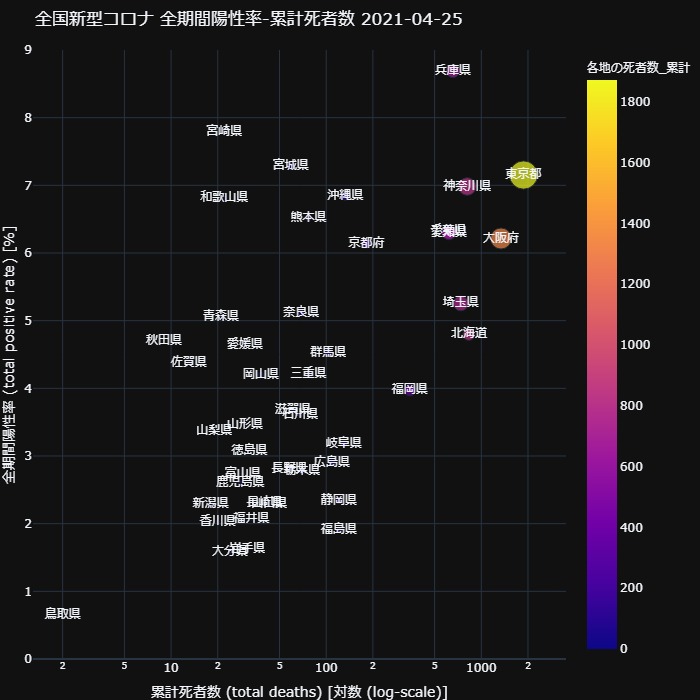 全国新型コロナ 全期間陽性率-累計死者数 2021-04-25
各地の死者数_累計
9
兵庫県
1800
8
宮崎県
1600
宮城県
東京都
7
神奈川県
和歌山県
沖縄県
熊本県
1400
京都府
大阪府
6
1200
埼玉県
奈良県
青森県
5
北海道
1000
秋田県
愛媛県
群馬県
佐賀県
岡山県
三重県
4
福岡県
800
滋賀県
石川県
山形県
山梨県
岐阜県
600
徳島県
3
広島県
長野県
栃木県
富山県
鹿児島県
400
新潟県
静岡県
香川県
福井県
2
福島県
大分県
岩手県
200
1
鳥取県
0
0
2
5
10
2
5
100
2
5
1000
2
累計死者数 (total deaths) [対数 (log-scale)]
全期間陽性率 (total positive rate) [%]